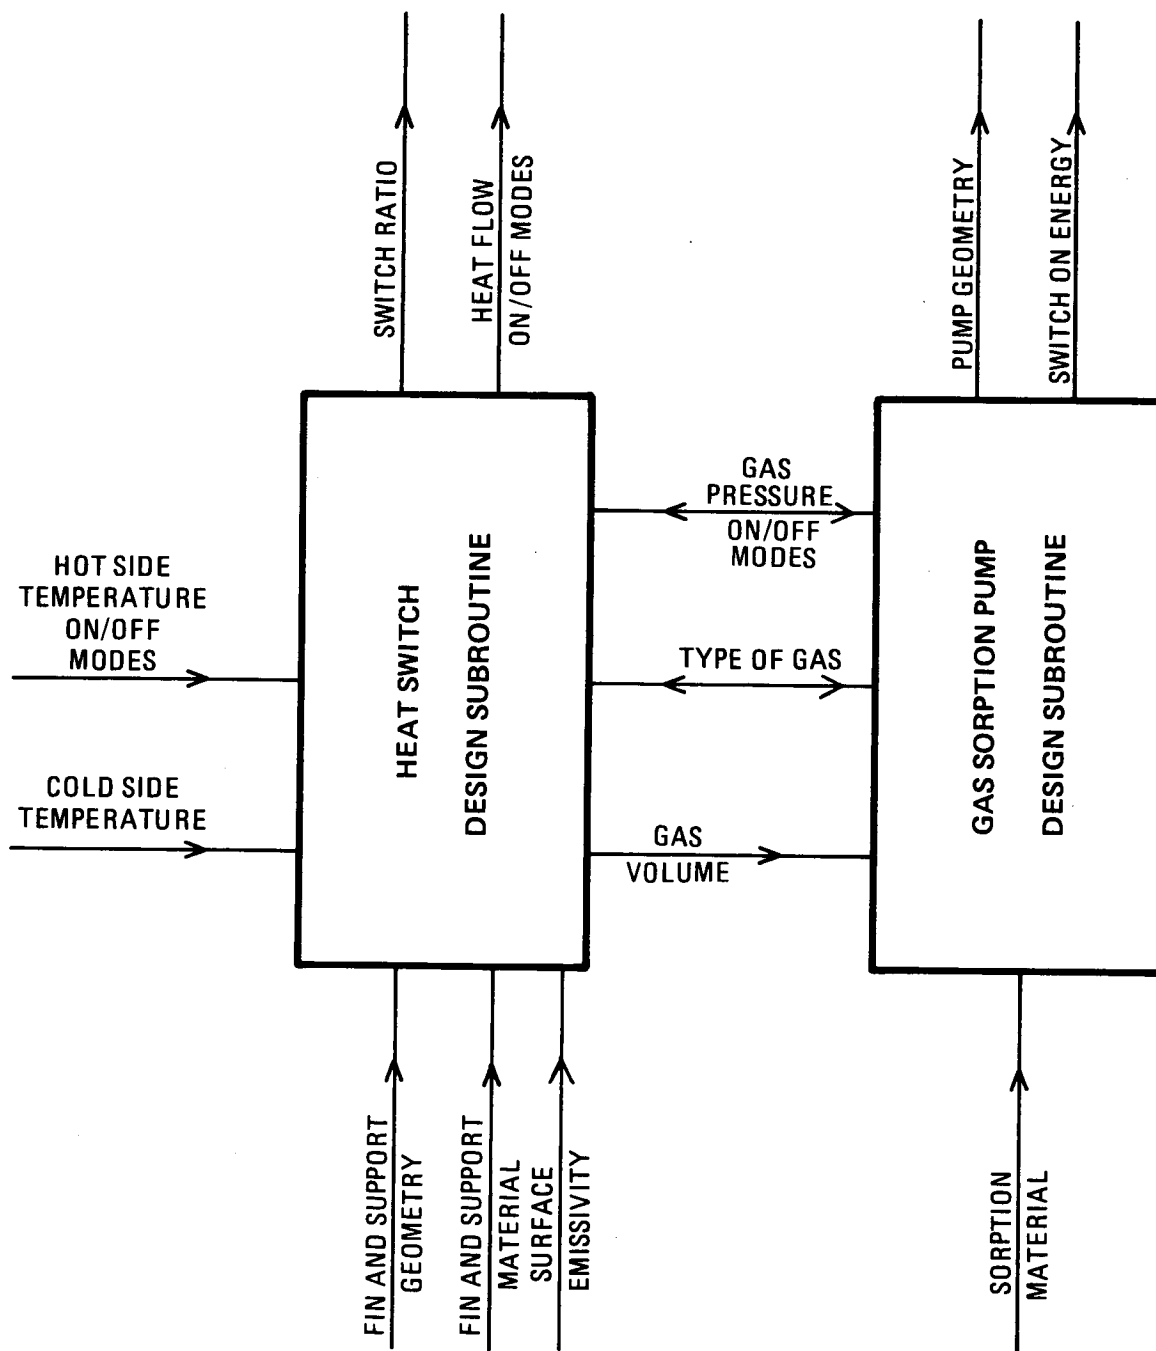 SWITCH RATIO
HEAT FLOW
ON/OFF MODES
PUMP GEOMETRY
SWITCH ON ENERGY
HOT SIDE
TEMPERATURE
ON/OFF
MODES
COLD SIDE
TEMPERATURE
HEAT SWITCH
DESIGN SUBROUTINE
GAS
PRESSURE
ON/OFF
MODES
TYPE OF GAS
GAS
VOLUME
GAS SORPTION PUMP
DESIGN SUBROUTINE
FIN AND SUPPORT
GEOMETRY
FIN AND SUPPORT
MATERIAL
SURFACE
EMISSIVITY
SORPTION
MATERIAL